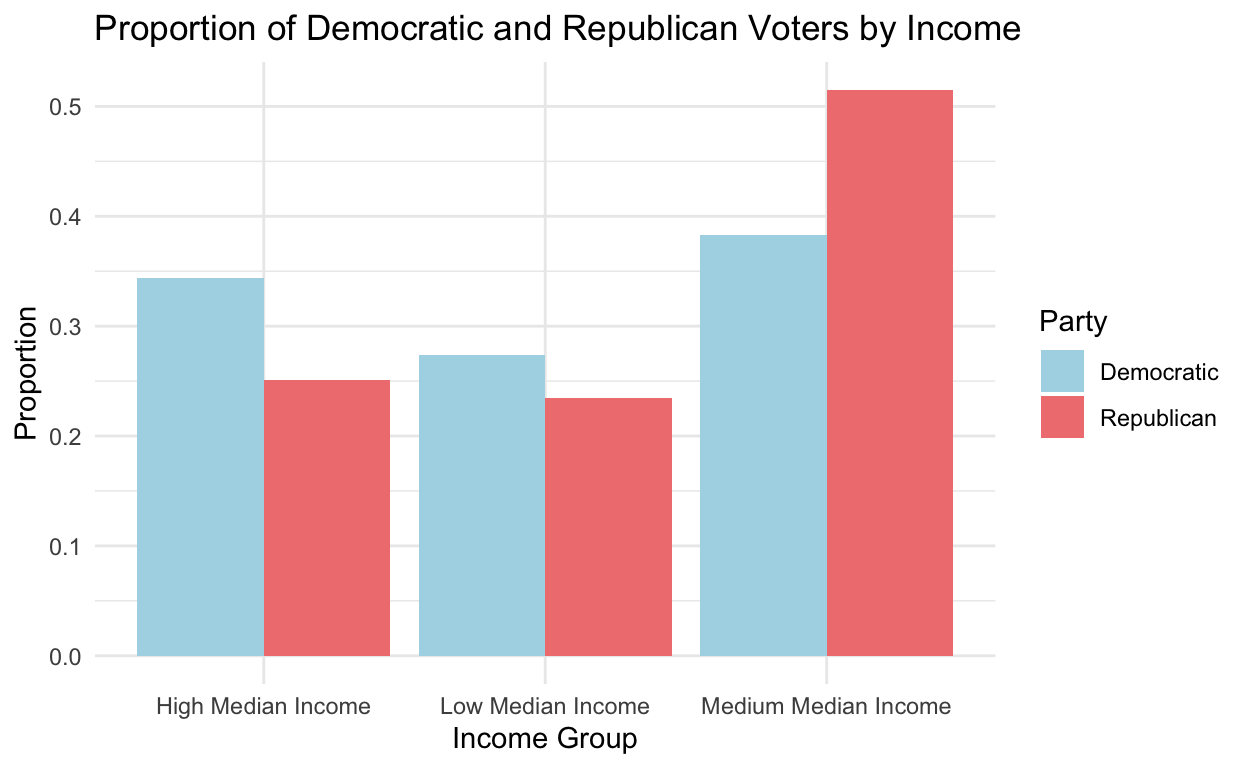 Proportion of Democratic and Republican Voters by Income
Proportion
0.5
0.4
0.3
0.2
0.1
0.0
High Median Income
Low Median Income
Medium Median Income
Income Group
Party
Democratic
Republican